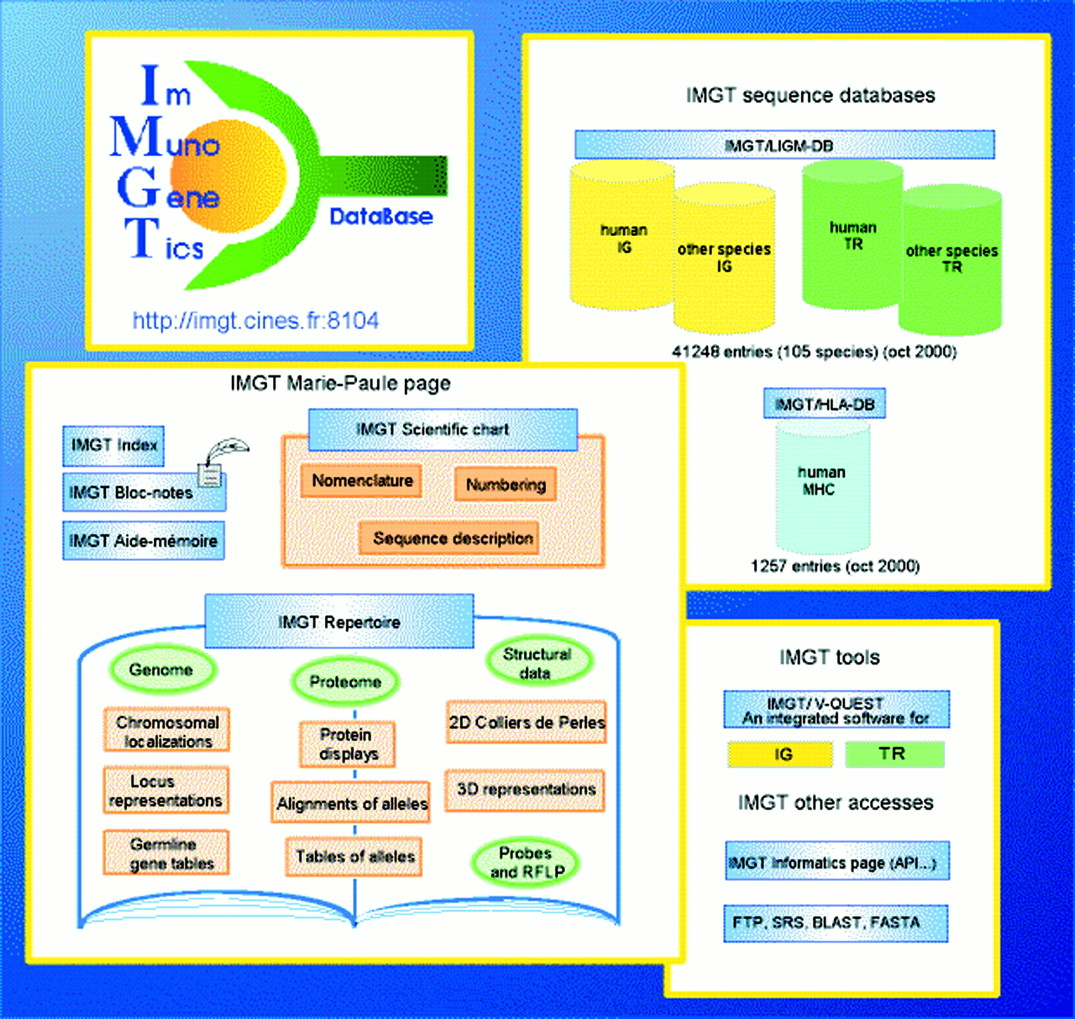 Im
Muno
Gene
Tics
DataBase
http://imgt.cines.fr:8104
IMGT sequence databases
IMGT/LIGM-DB
human
IG
other species
IG
human
TR
other species
TR
41248 entries (105 species) (oct 2000)
IMGT/HLA-DB
human
MHC
1257 entries (oct 2000)
IMGT Marie-Paule page
IMGT Index
IMGT Bloc-notes
IMGT Aide-mémoire
IMGT Scientific chart
Nomenclature
Numbering
Sequence description
IMGT Repertoire
Genome
Chromosomal
localizations
Locus
representations
Germline
gene tables
Proteome
Protein
displays
Alignments of alleles
Tables of alleles
Structural
data
2D Colliers de Perles
3D representations
Probes
and RFLP
IMGT tools
IMGT/V-QUEST
An integrated software for
IG
TR
IMGT other accesses
IMGT Informatics page (API...)
FTP, SRS, BLAST, FASTA